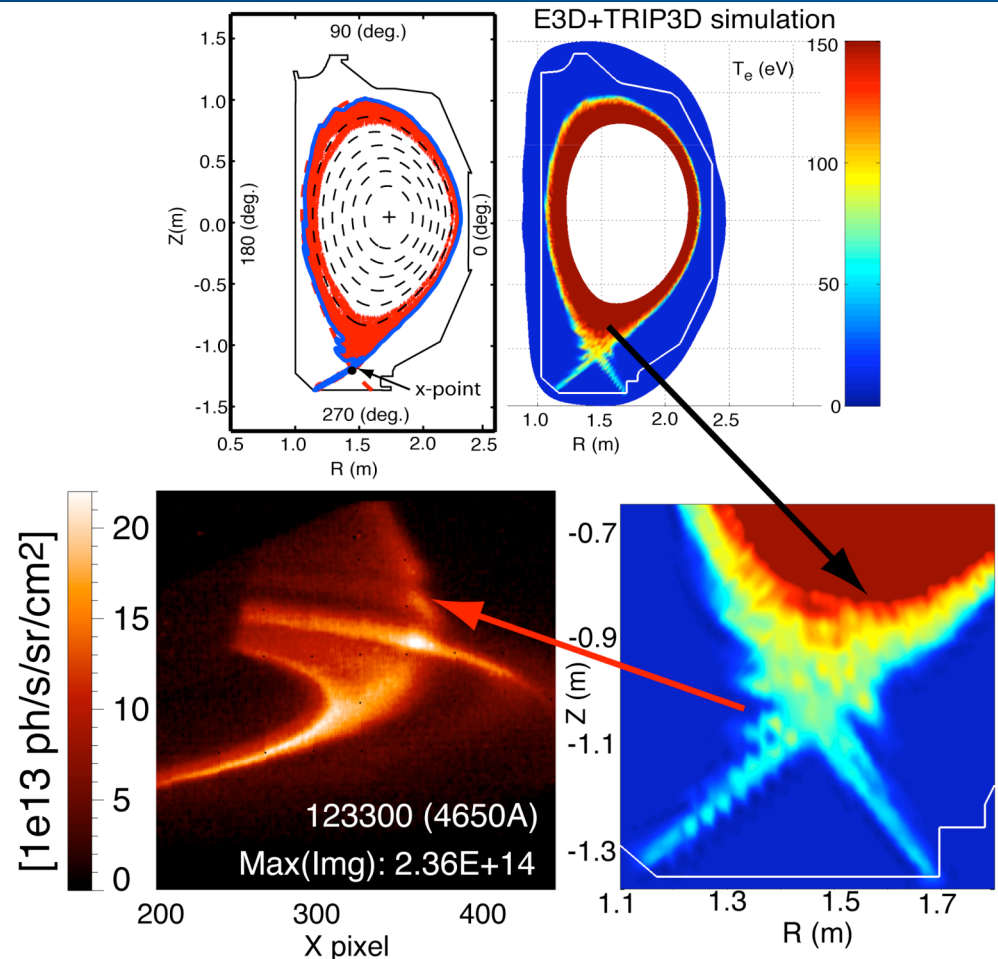 E3D+TRIP3D simulation
90 (deg.)
180 (deg.)
0 (deg.)
270 (deg.)
x-point
Z(m)
1.5
1.0
0.5
0.0
-0.5
-1.0
-1.5
0.5 1.0 1.5 2.0 2.5
R (m)
Te (eV)
150
100
50
0
1.0 1.5 2.0 2.5
R (m)
[1e13 ph/s/sr/cm2]
20
15
10
5
0
123300 (4650A)
Max(Img): 2.36E+14
200 300 400
X pixel
Z (m)
-0.7
-0.9
-1.1
-1.3
1.1 1.3 1.5 1.7
R (m)